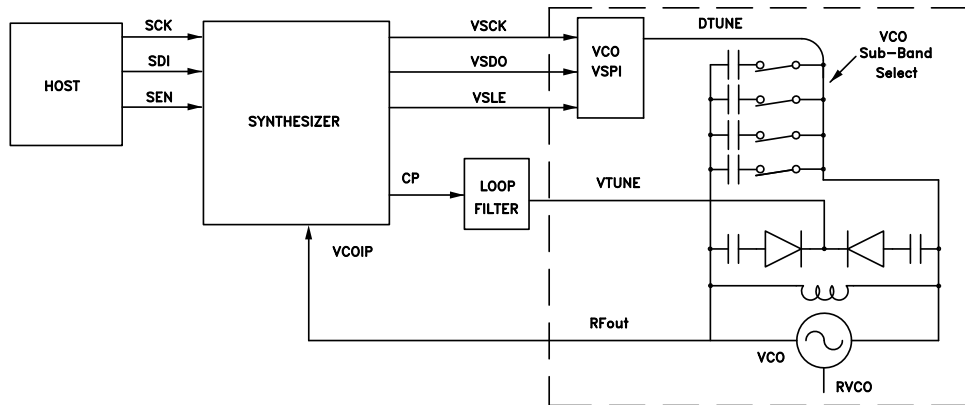 SCK
SDI
SEN
HOST
SYNTHESIZER
VSCK
VSDO
VSLE
VCO
VSPI
DTUNE
VCO
Sub-Band
Select
CP
LOOP
FILTER
VTUNE
VCOIP
RFout
VCO
RVCO